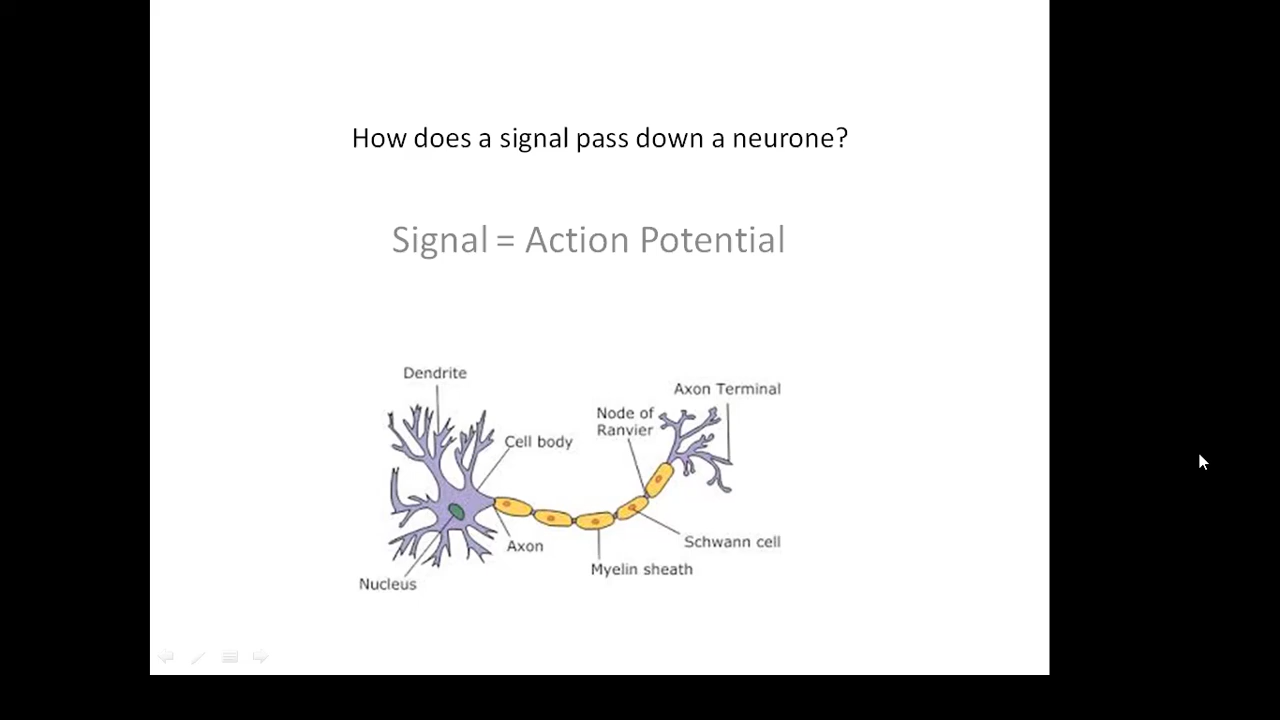 How does a signal pass down a neurone?
Signal = Action Potential
Dendrite
Axon Terminal
Node of
Ranvier
Cell body
Axon
Schwann cell
Myelin sheath
Nucleus